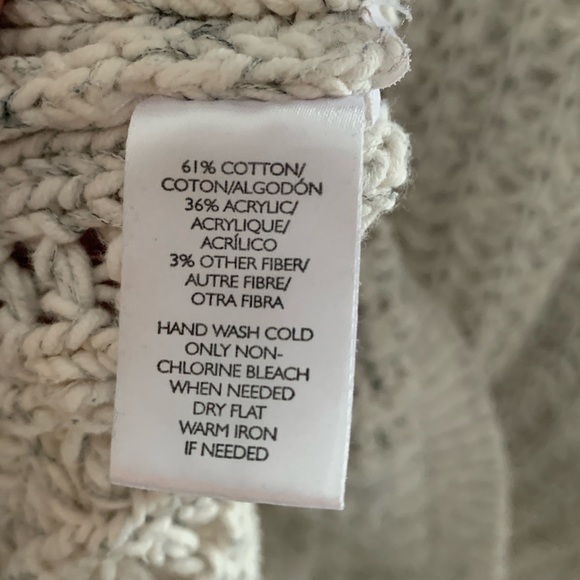 61% COTTON/
COTON/ALGODÓN
36% ACRYLIC/
ACRYLIQUE/
ACRÍLICO
3% OTHER FIBER/
AUTRE FIBRE/
OTRA FIBRA
HAND WASH COLD
ONLY NON-
CHLORINE BLEACH
WHEN NEEDED
DRY FLAT
WARM IRON
IF NEEDED